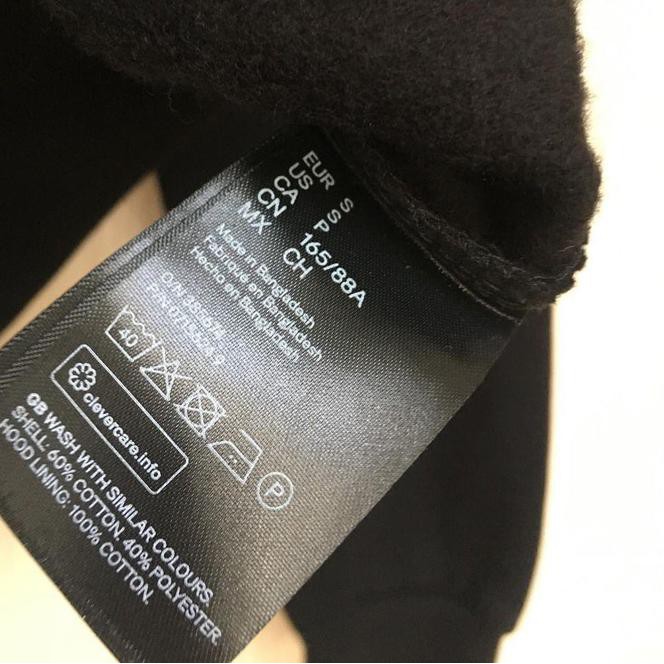 EUR S
US S
CA P
CN 165/88A
MX CH
Made in Bangladesh
Fabriqué en Bangladesh
Hecho en Bangladesh
O/N:
P/N:
40
P
clevercare.info
GB WASH WITH SIMILAR COLOURS.
SHELL: 60% COTTON. 40% POLYESTER.
HOOD LINING: 100% COTTON.